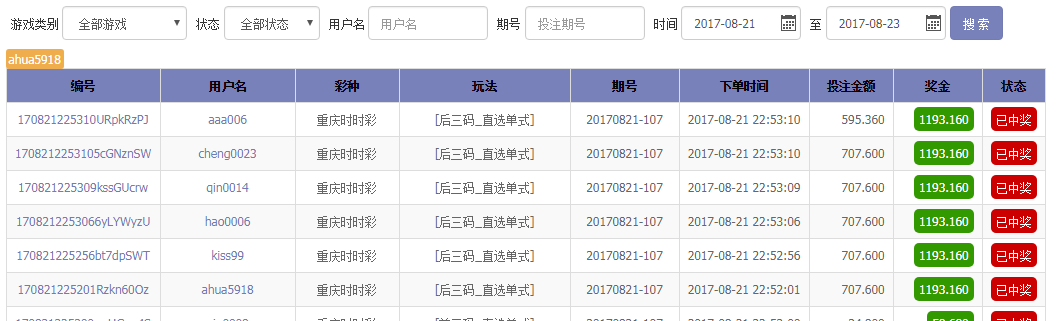 游戏类别 全部游戏 状态 全部状态 用户名 用户名 期号 投注期号 时间 2017-08-21 至 2017-08-23 搜索
ahua5918
编号 用户名 彩种 玩法 期号 下单时间 投注金额 奖金 状态
170821225310URpkRzPJ aaa006 重庆时时彩 [后三码_直选单式] 20170821-107 2017-08-21 22:53:10 595.360 1193.160 已中奖
1708212253105cGNznSW cheng0023 重庆时时彩 [后三码_直选单式] 20170821-107 2017-08-21 22:53:10 707.600 1193.160 已中奖
170821225309kssGUcrw qin0014 重庆时时彩 [后三码_直选单式] 20170821-107 2017-08-21 22:53:09 707.600 1193.160 已中奖
1708212253066yLYWyzU hao0006 重庆时时彩 [后三码_直选单式] 20170821-107 2017-08-21 22:53:06 707.600 1193.160 已中奖
170821225256bt7dpSWT kiss99 重庆时时彩 [后三码_直选单式] 20170821-107 2017-08-21 22:52:56 707.600 1193.160 已中奖
170821225201Rzkn60Oz ahua5918 重庆时时彩 [后三码_直选单式] 20170821-107 2017-08-21 22:52:01 707.600 1193.160 已中奖